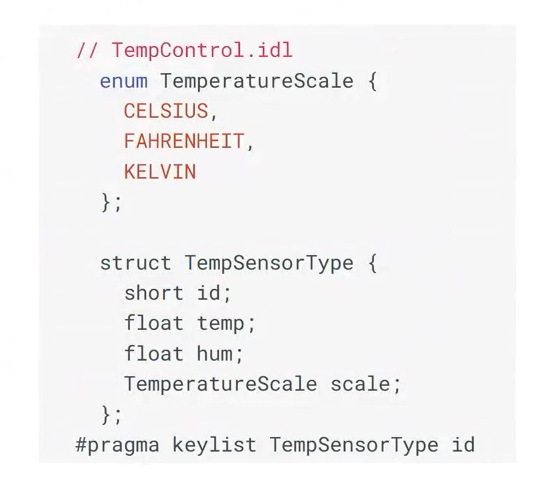 // TempControl.idl
enum TemperatureScale {
CELSIUS,
FAHRENHEIT,
KELVIN
};
struct TempSensorType {
short id;
float temp;
float hum;
TemperatureScale scale;
};
#pragma keylist TempSensorType id